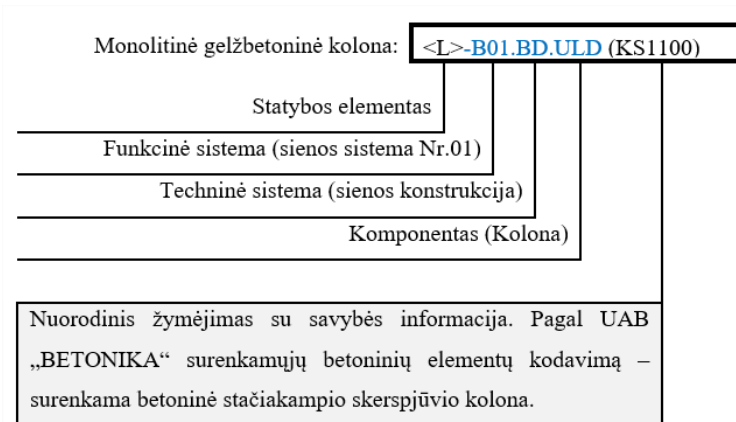 Monolitinė gelžbetoninė kolona: <L>-B01.BD.ULD (KS1100)
Statybos elementas
Funkcinė sistema (sienos sistema Nr.01)
Techninė sistema (sienos konstrukcija)
Komponentas (Kolona)
Nuorodinis žymėjimas su savybės informacija. Pagal UAB
„BETONIKA“ surenkamųjų betoninių elementų kodavimą –
surenkama betoninė stačiakampio skerspjūvio kolona.